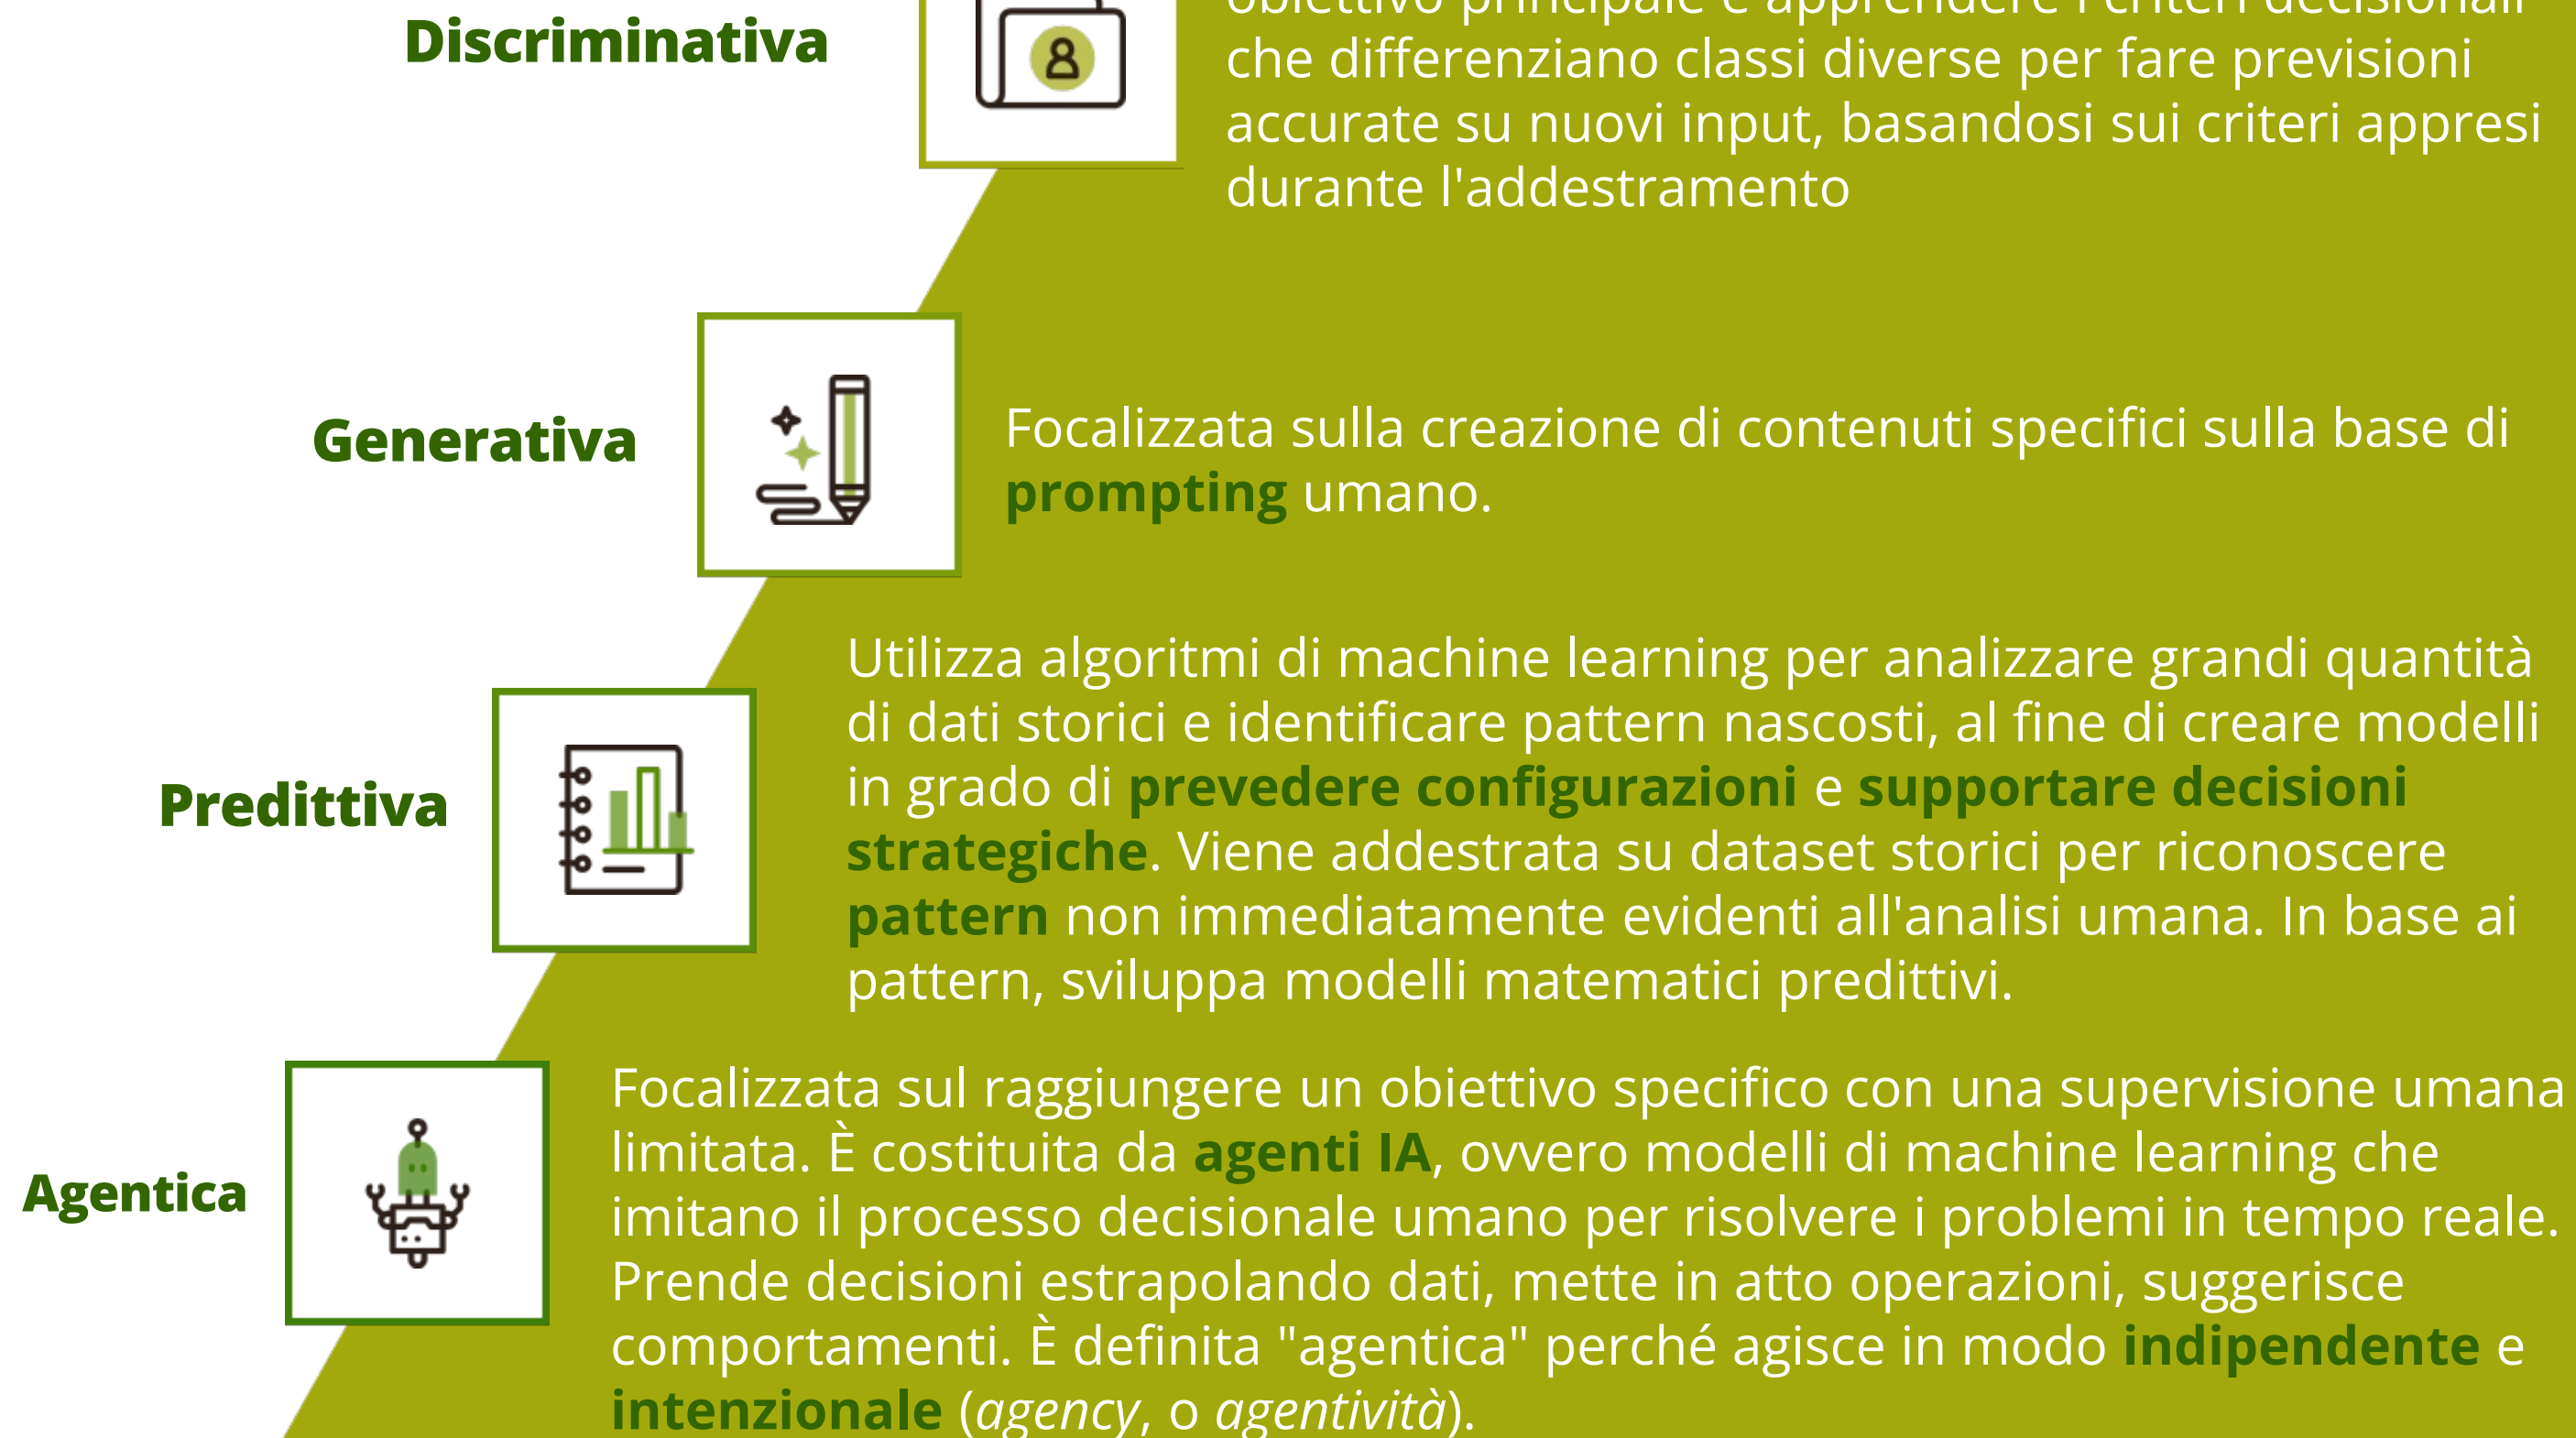 Discriminativa
obiettivo principale è apprendere i criteri decisionali
che differenziano classi diverse per fare previsioni
accurate su nuovi input, basandosi sui criteri appresi
durante l'addestramento
Generativa
Focalizzata sulla creazione di contenuti specifici sulla base di
prompting umano.
Predittiva
Utilizza algoritmi di machine learning per analizzare grandi quantità
di dati storici e identificare pattern nascosti, al fine di creare modelli
in grado di prevedere configurazioni e supportare decisioni
strategiche. Viene addestrata su dataset storici per riconoscere
pattern non immediatamente evidenti all'analisi umana. In base ai
pattern, sviluppa modelli matematici predittivi.
Agentica
Focalizzata sul raggiungere un obiettivo specifico con una supervisione umana
limitata. È costituita da agenti IA, ovvero modelli di machine learning che
imitano il processo decisionale umano per risolvere i problemi in tempo reale.
Prende decisioni estrapolando dati, mette in atto operazioni, suggerisce
comportamenti. È definita "agentica" perché agisce in modo indipendente e
intenzionale (agency, o agentività).